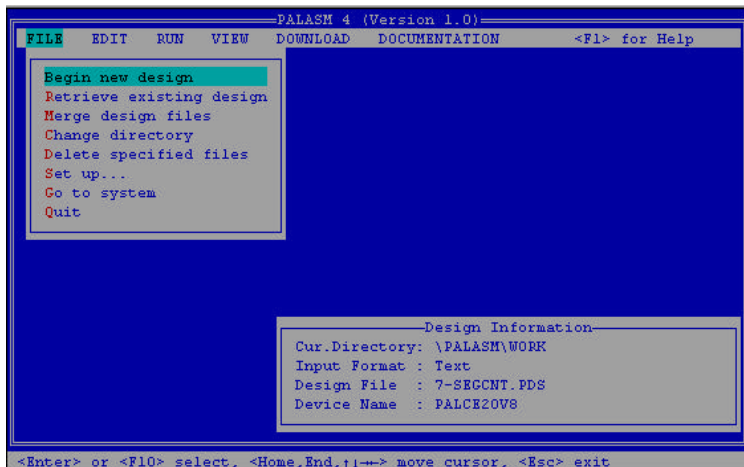 PALASM 4 (Version 1.0)
FILE EDIT RUN VIEW DOWNLOAD DOCUMENTATION <F1> for Help
Begin new design
Retrieve existing design
Merge design files
Change directory
Delete specified files
Set up...
Go to system
Quit
Design Information
Cur.Directory: \PALASM\WORK
Input Format : Text
Design File : 7-SEGCNT.PDS
Device Name : PALCE20V8
<Enter> or <F10> select, <Home,End,↑↓←→> move cursor, <Esc> exit